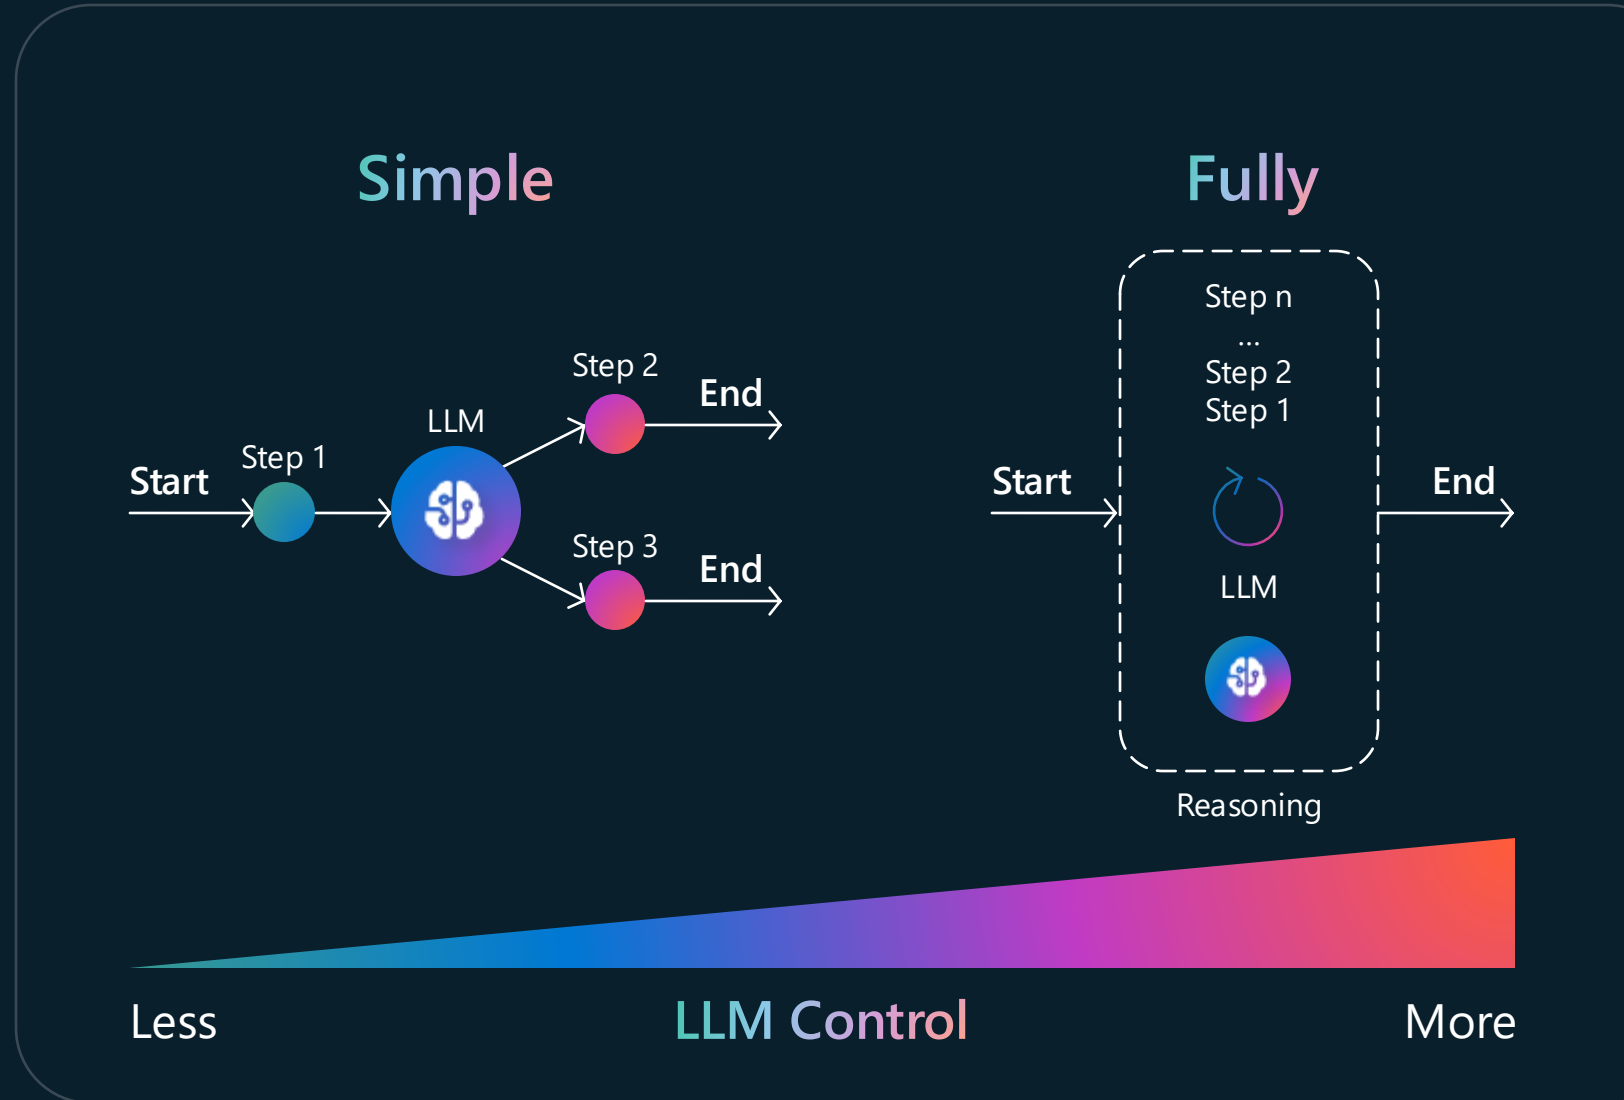 Simple
Step 2
End
LLM
Step 1
Start
Step 3
End
Fully
Step n
...
Step 2
Step 1
Start
End
LLM
Reasoning
Less
LLM Control
More